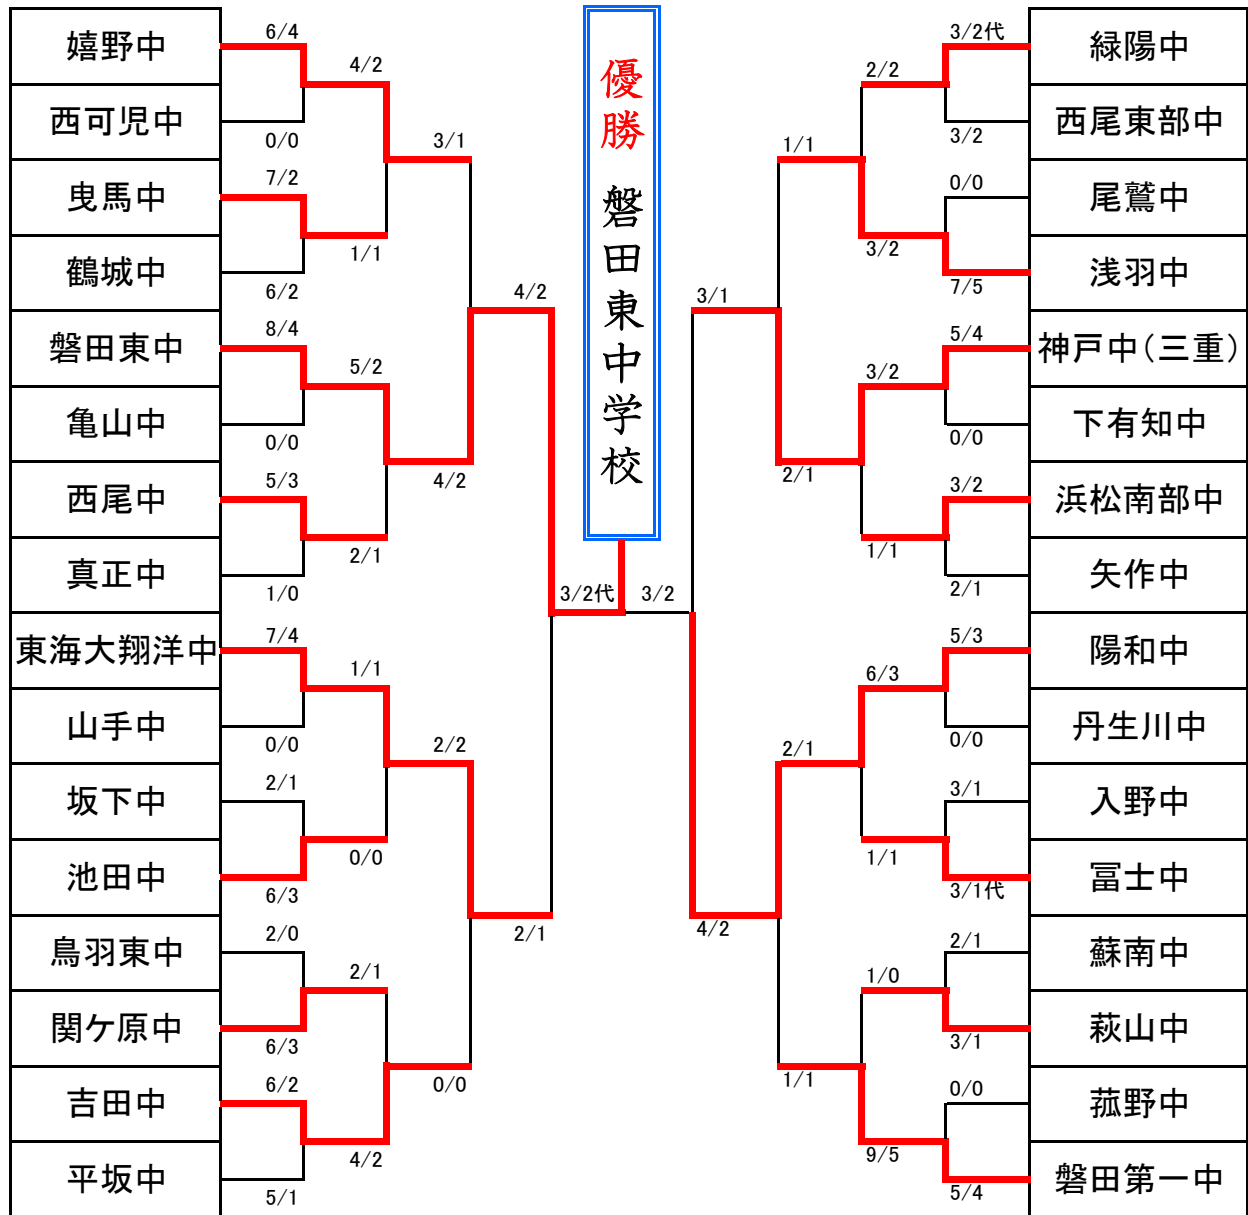 嬉野中
西可児中
曳馬中
鶴城中
磐田東中
亀山中
西尾中
真正中
東海大翔洋中
山手中
坂下中
池田中
鳥羽東中
関ケ原中
吉田中
平坂中
6/4
0/0
7/2
6/2
8/4
0/0
5/3
1/0
7/4
0/0
2/1
6/3
2/0
6/3
6/2
5/1
4/2
1/1
5/2
2/1
1/1
0/0
2/1
4/2
3/1
4/2
2/2
0/0
4/2
2/1
3/2代
優勝 磐田東中学校
3/2
3/1
4/2
1/1
2/1
2/1
1/1
2/2
3/2
3/2
1/1
6/3
1/1
1/0
9/5
3/2代
3/2
0/0
7/5
5/4
0/0
3/2
2/1
5/3
0/0
3/1
3/1代
2/1
3/1
0/0
5/4
緑陽中
西尾東部中
尾鷲中
浅羽中
神戸中(三重)
下有知中
浜松南部中
矢作中
陽和中
丹生川中
入野中
冨士中
蘇南中
萩山中
菰野中
磐田第一中